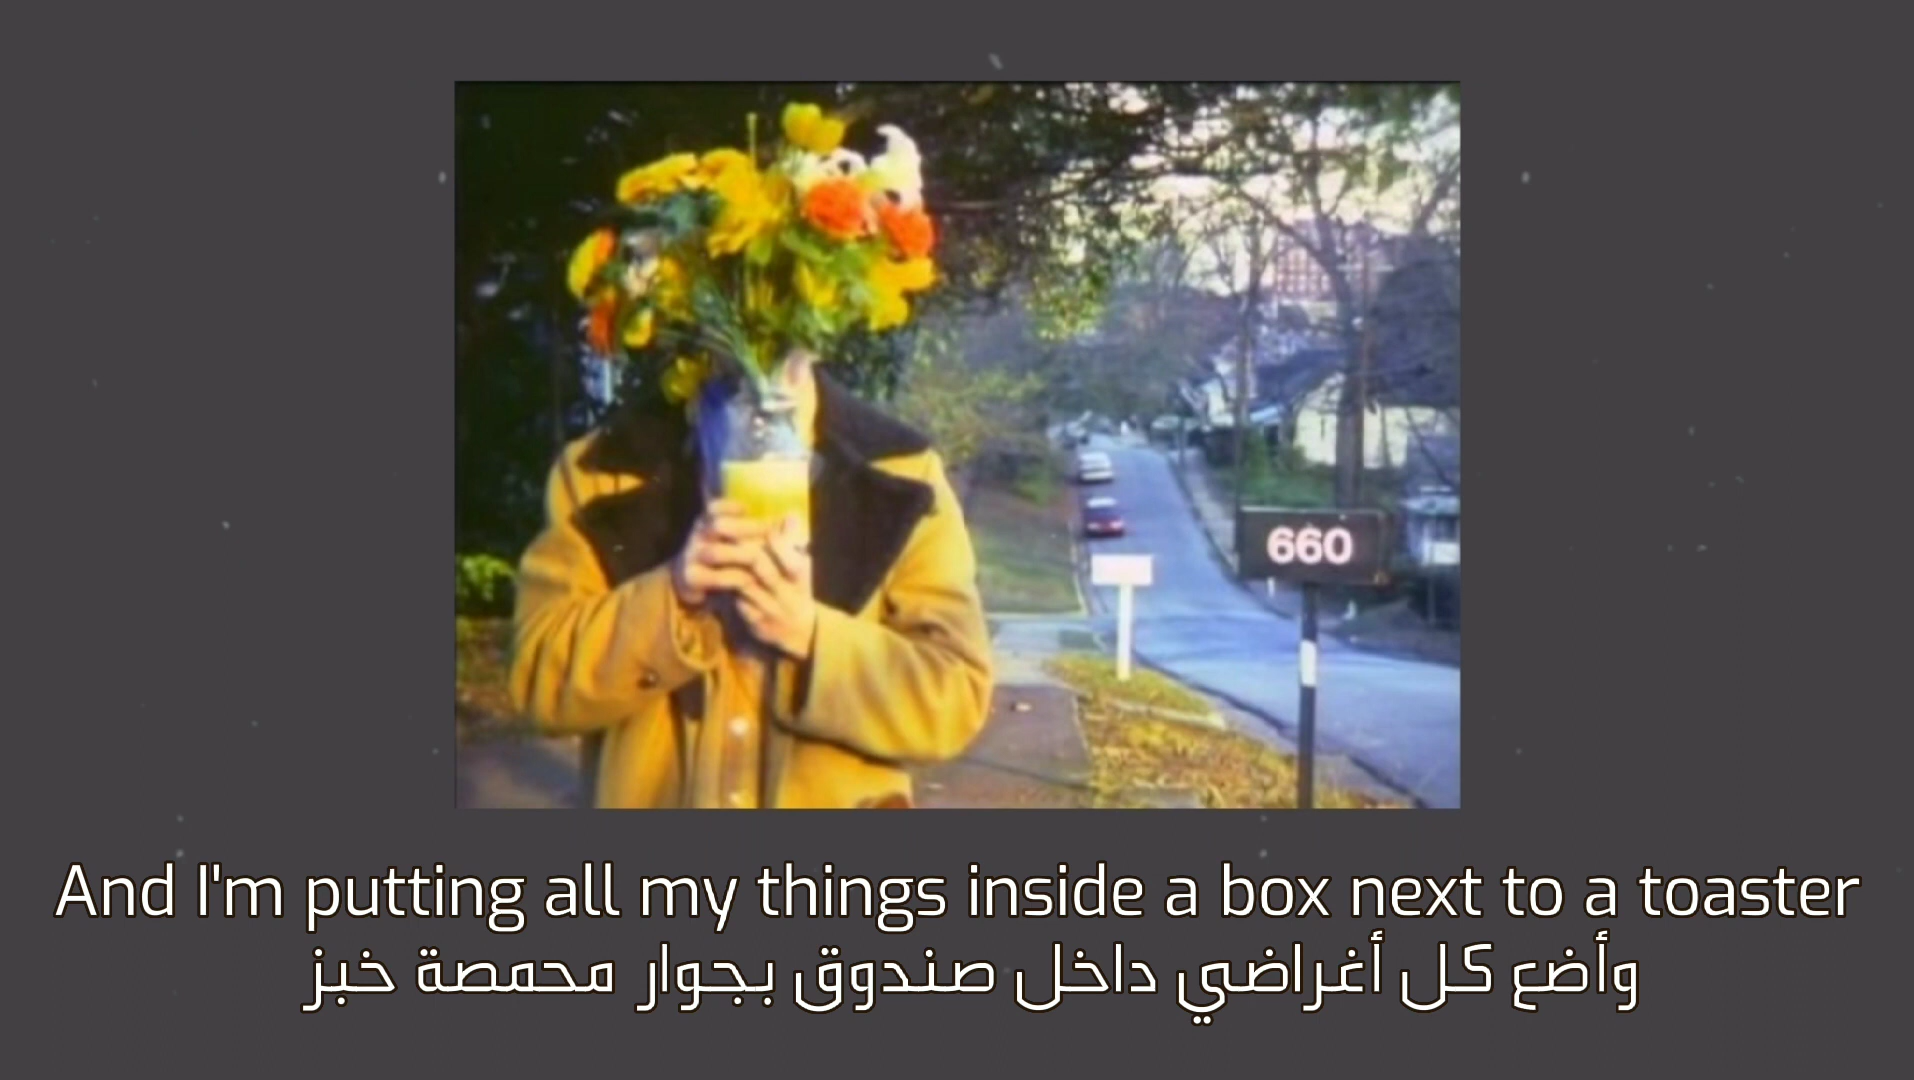 660
And I'm putting all my things inside a box next to a toaster
وأضع كل أغراضي داخل صندوق بجوار محمصة خبز